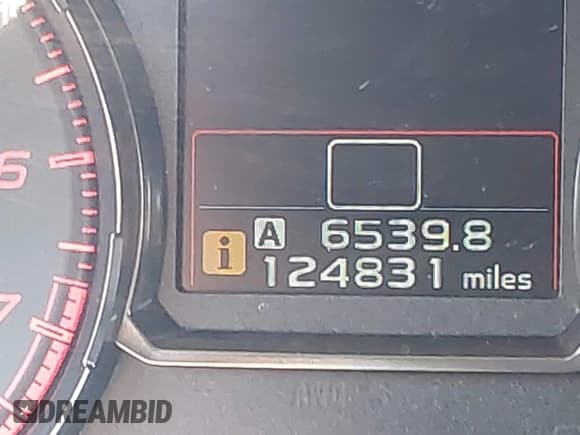 6
7
A 6539.8
i 124831 miles
DREAMBID